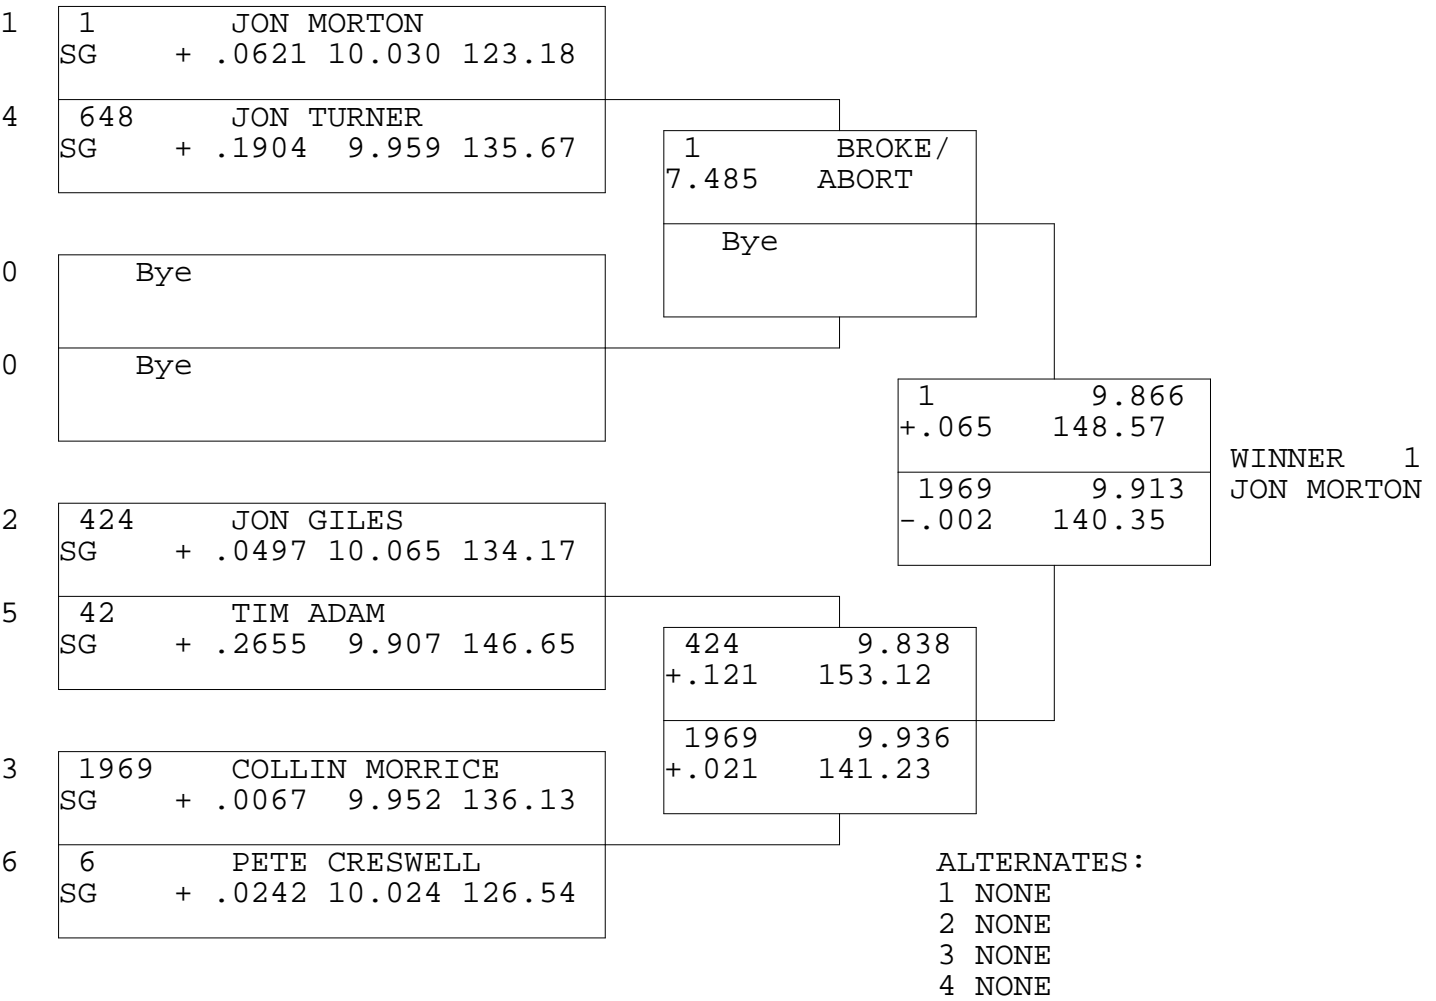 1 1 JON MORTON
SG + .0621 10.030 123.18
4 648 JON TURNER
SG + .1904 9.959 135.67
1 BROKE/
7.485 ABORT
Bye
0 Bye
0 Bye
1 9.866
+.065 148.57
WINNER 1
1969 9.913
JON MORTON
-.002 140.35
2 424 JON GILES
SG + .0497 10.065 134.17
5 42 TIM ADAM
SG + .2655 9.907 146.65
424 9.838
+.121 153.12
1969 9.936
+.021 141.23
3 1969 COLLIN MORRICE
SG + .0067 9.952 136.13
6 6 PETE CRESWELL
SG + .0242 10.024 126.54
ALTERNATES:
1 NONE
2 NONE
3 NONE
4 NONE